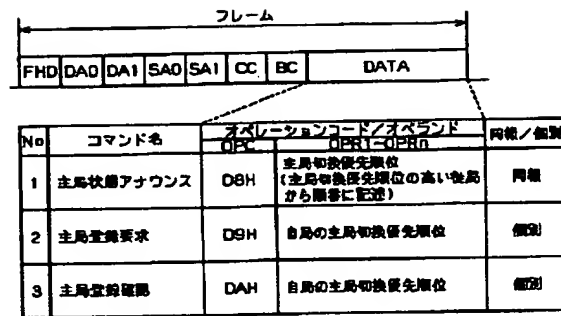 フレーム
FHD DA0 DA1 SA0 SA1 CC BC DATA
No コマンド名 オペレーションコード/オペランド 同報/個別
OPC OPR1~OPRn
1 主局状態アナウンス D8H 主局切換優先順位 同報
(主局切換優先順位の高い従局
から順番に記述)
2 主局登録要求 D9H 自局の主局切換優先順位 個別
3 主局登録確認 DAH 自局の主局切換優先順位 個別